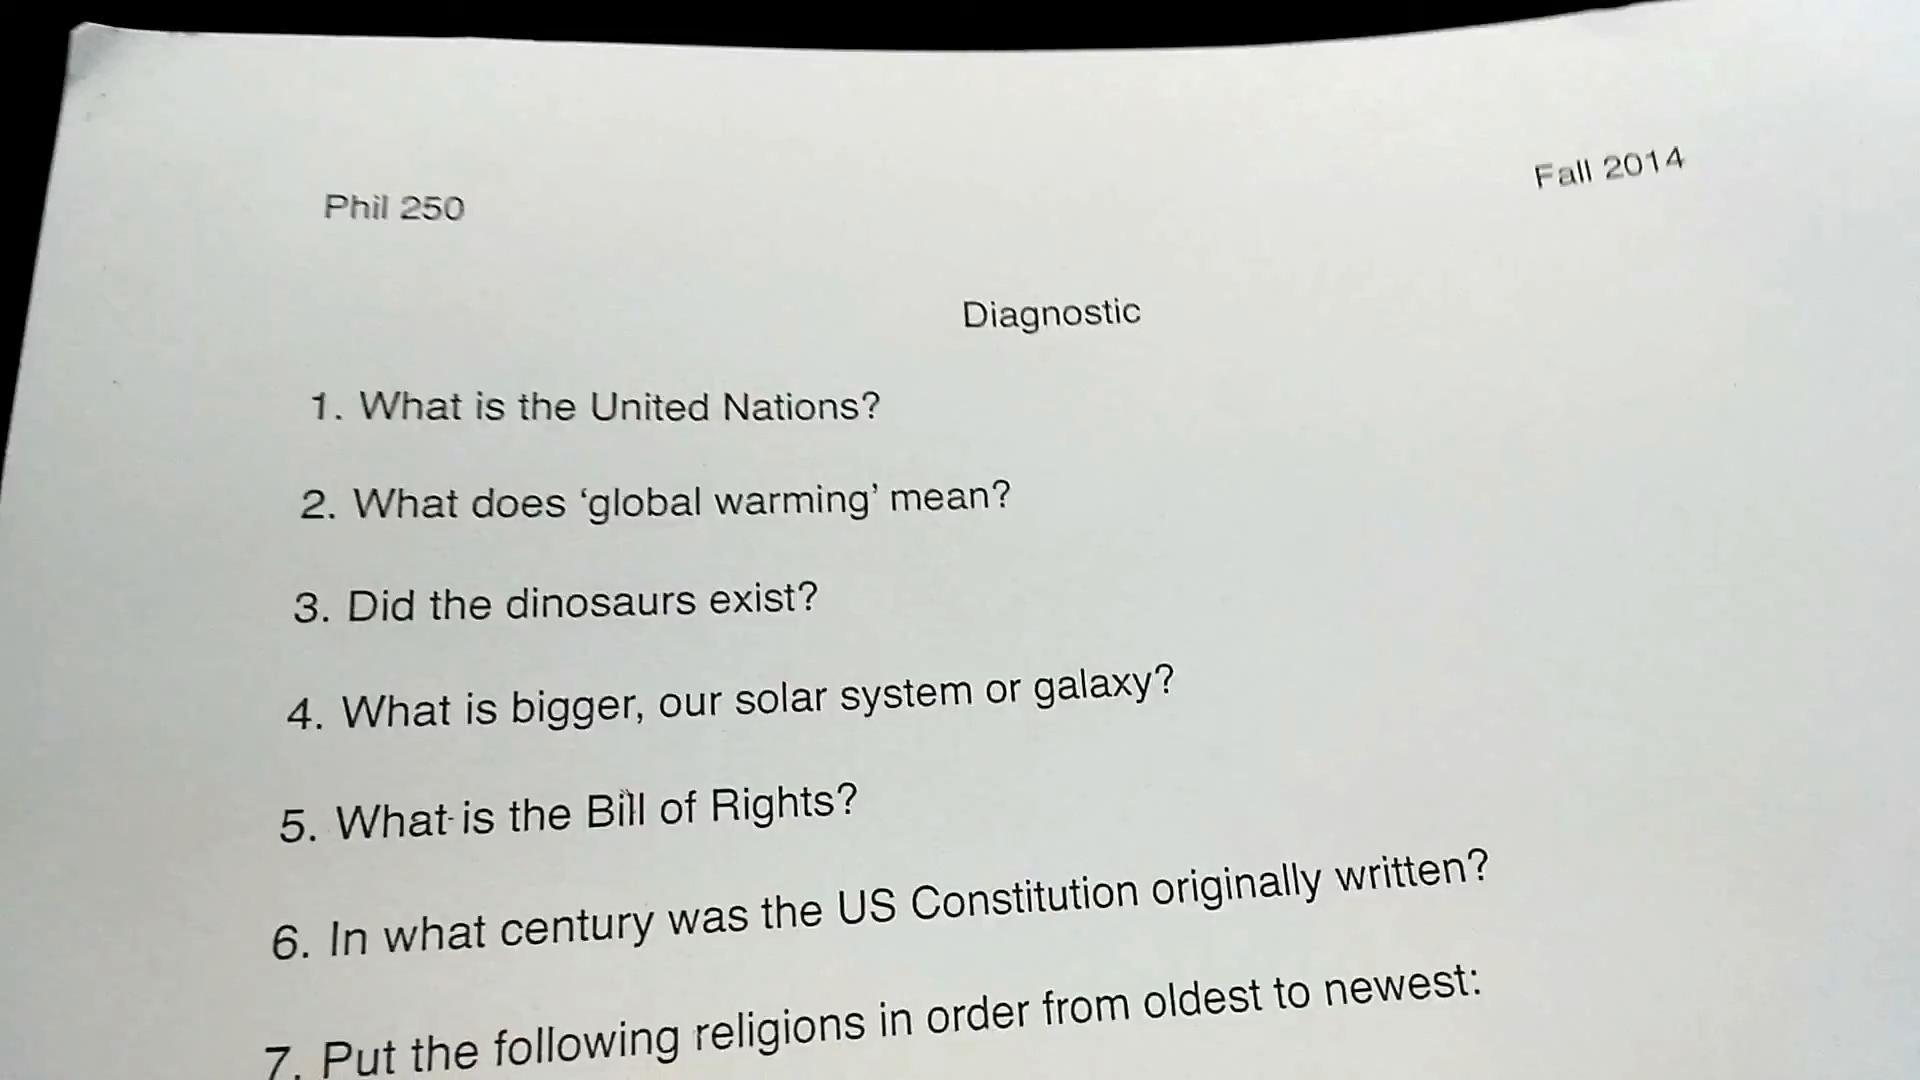 Phil 250
Fall 2014
Diagnostic
1. What is the United Nations?
2. What does ‘global warming’ mean?
3. Did the dinosaurs exist?
4. What is bigger, our solar system or galaxy?
5. What is the Bill of Rights?
6. In what century was the US Constitution originally written?
7. Put the following religions in order from oldest to newest: